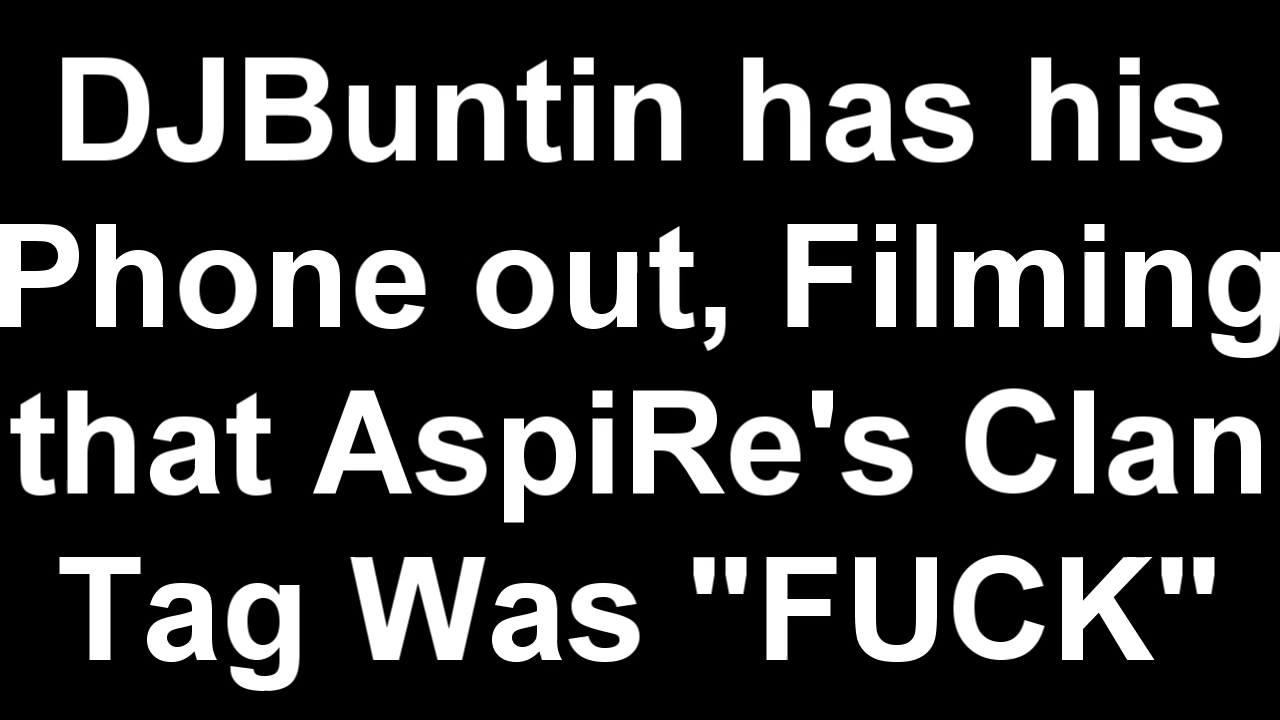 DJBuntin has his
Phone out, Filming
that AspiRe's Clan
Tag Was "FUCK"